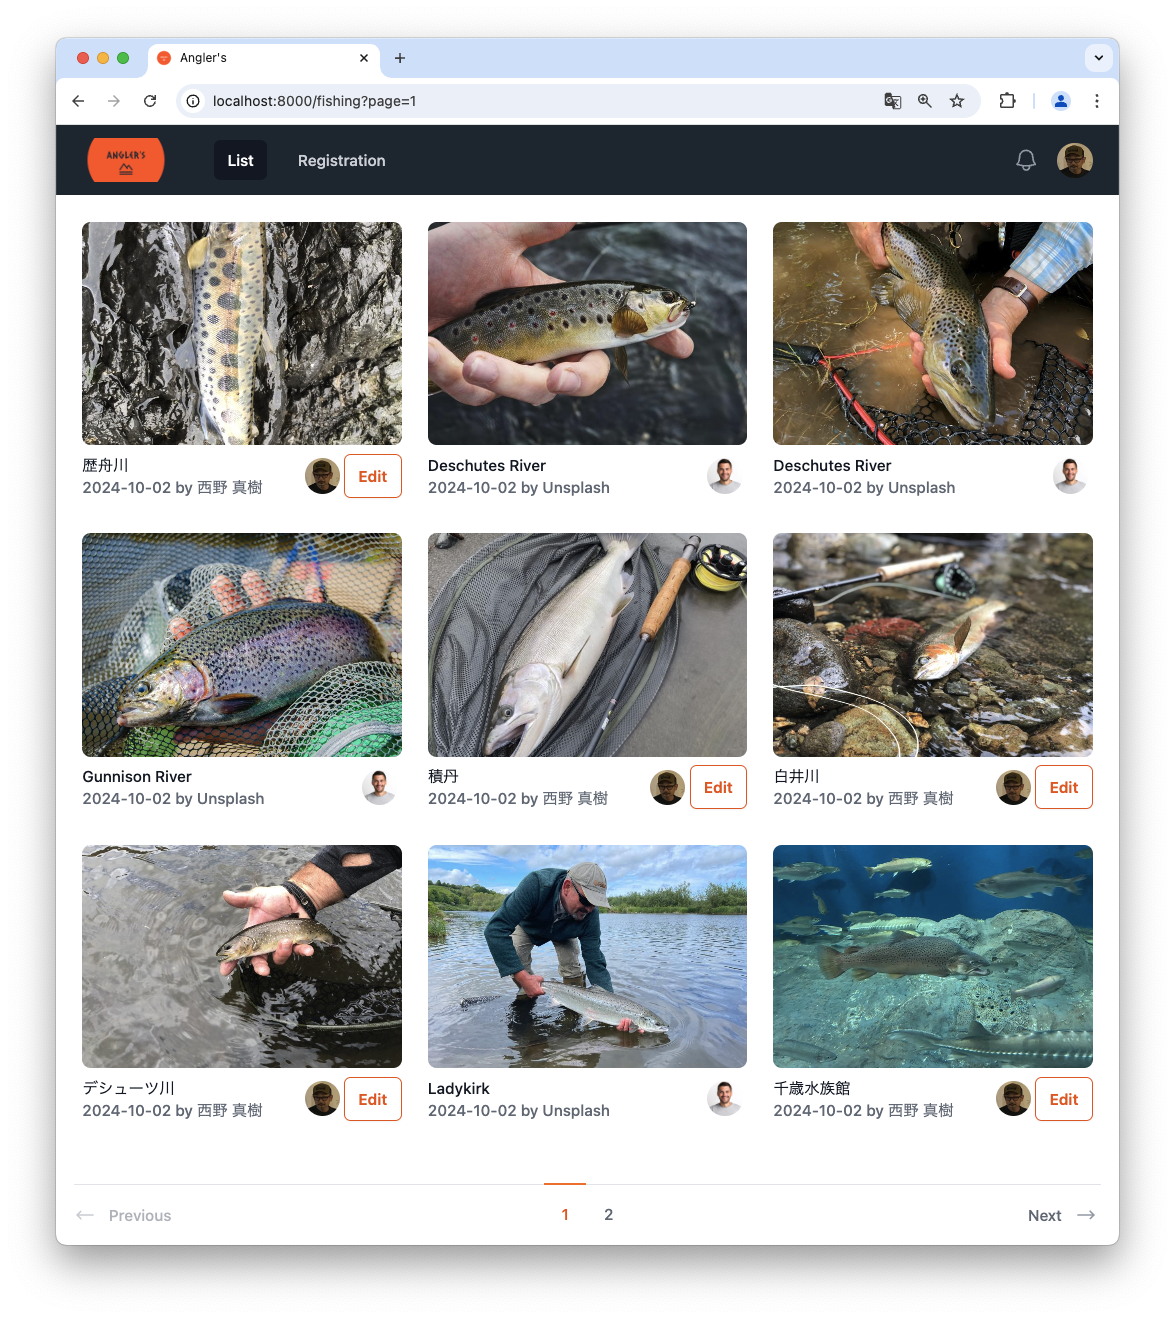 Angler's
localhost:8000/fishing?page=1
ANGLER'S
List
Registration
歴舟川
2024-10-02 by 西野 真樹
Edit
Deschutes River
2024-10-02 by Unsplash
Deschutes River
2024-10-02 by Unsplash
Gunnison River
2024-10-02 by Unsplash
積丹
2024-10-02 by 西野 真樹
Edit
白井川
2024-10-02 by 西野 真樹
Edit
デシューツ川
2024-10-02 by 西野 真樹
Edit
Ladykirk
2024-10-02 by Unsplash
千歳水族館
2024-10-02 by 西野 真樹
Edit
Previous
1
2
Next